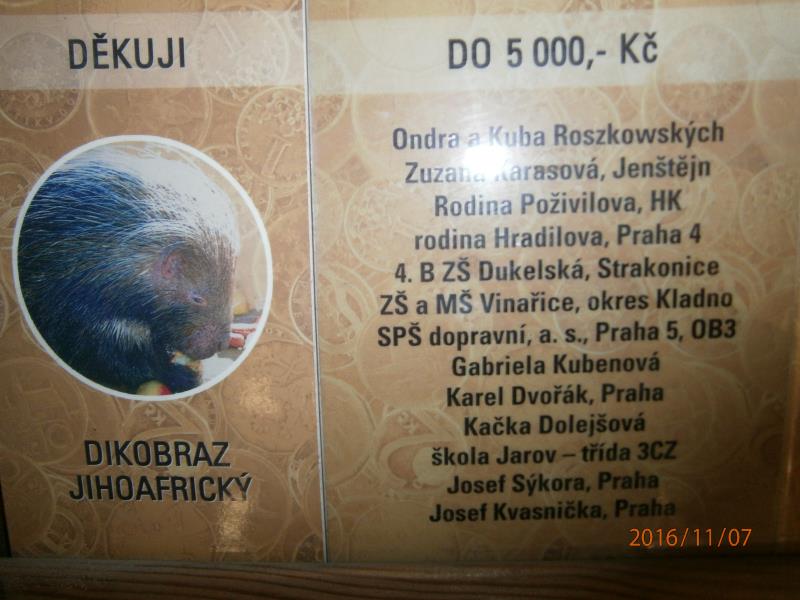 DĚKUJI
DIKOBRAZ
JIHOAFRICKÝ
DO 5 000,- Kč
Ondra a Kuba Roszkowských
Zuzana Karasová, Jenštějn
Rodina Poživilova, HK
rodina Hradilova, Praha 4
4. B ZŠ Dukelská, Strakonice
ZŠ a MŠ Vinařice, okres Kladno
SPŠ dopravní, a. s., Praha 5, OB3
Gabriela Kubenová
Karel Dvořák, Praha
Kačka Dolejšová
škola Jarov – třída 3CZ
Josef Sýkora, Praha
Josef Kvasnička, Praha
2016/11/07